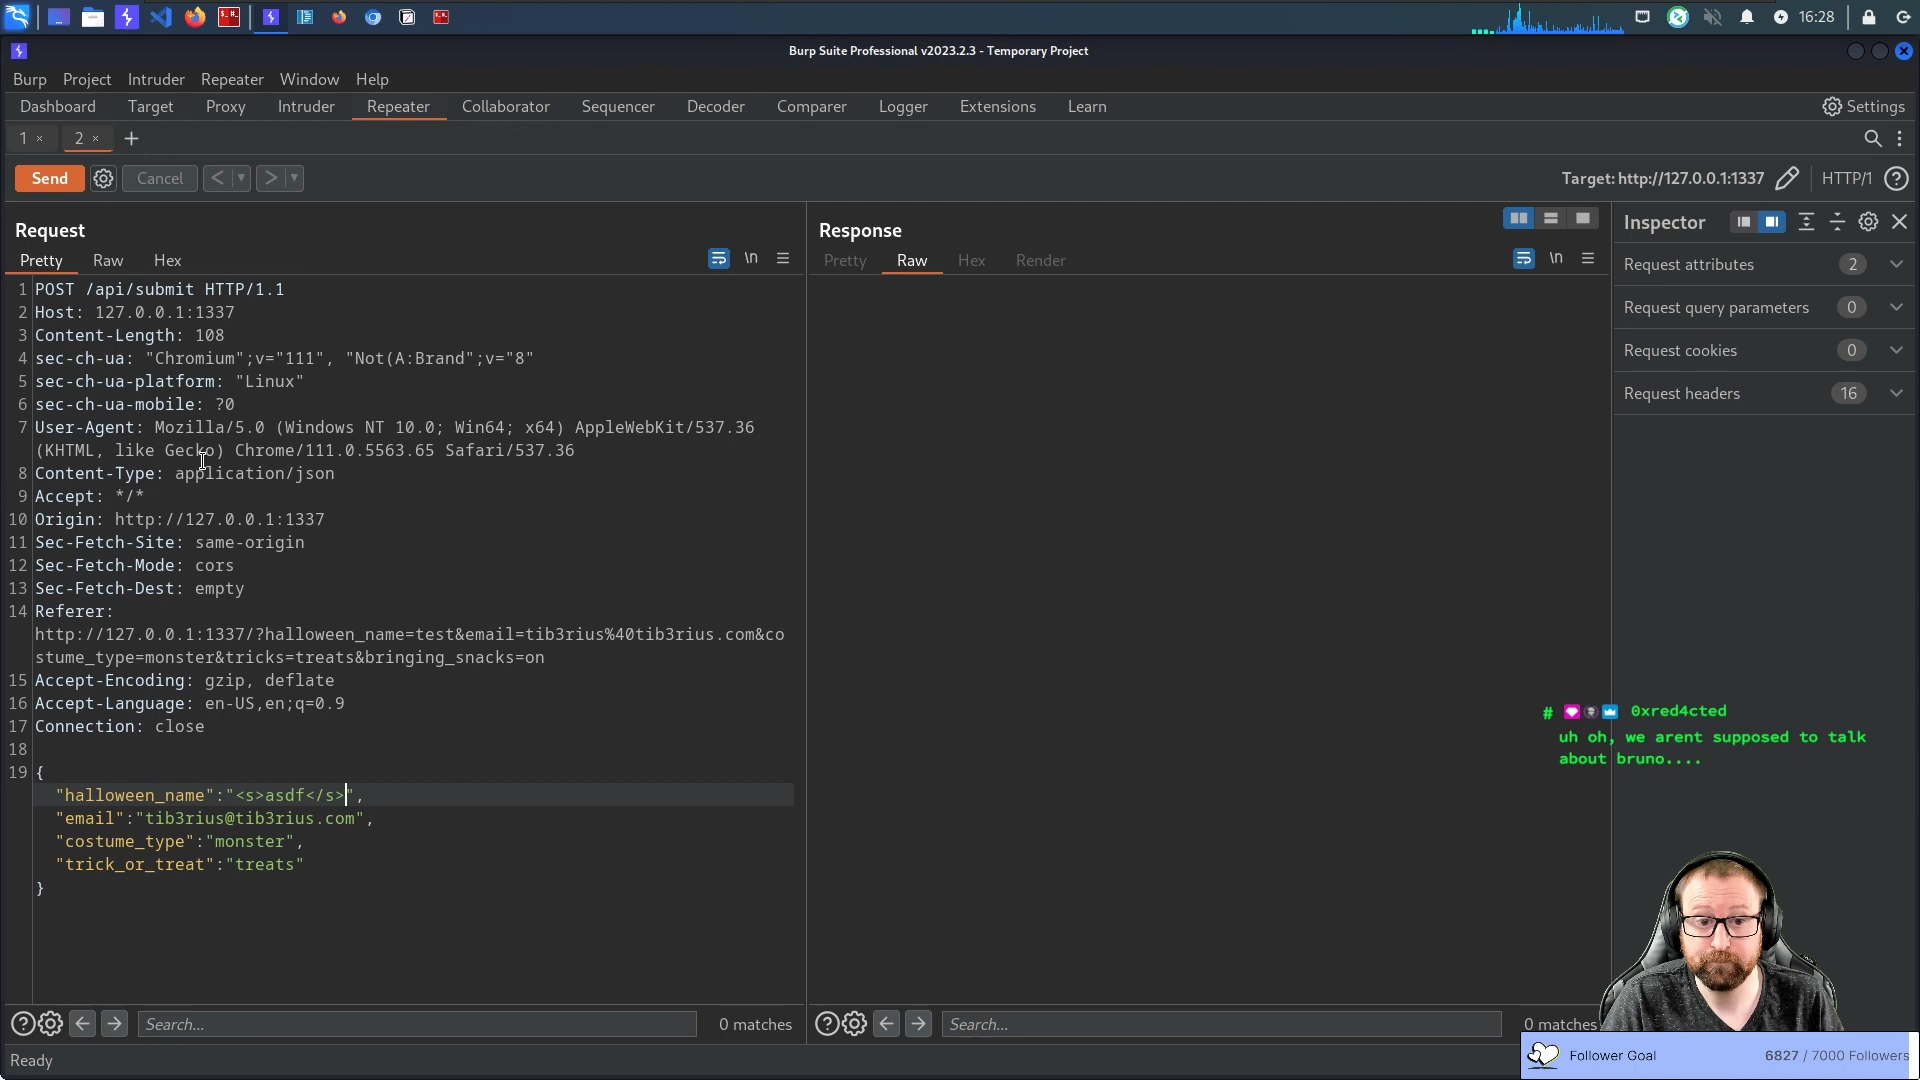 16:28
Burp Suite Professional v2023.2.3 - Temporary Project
Burp Project Intruder Repeater Window Help
Dashboard Target Proxy Intruder Repeater Collaborator Sequencer Decoder Comparer Logger Extensions Learn Settings
1 × 2 × +
Send Cancel < > Target: http://127.0.0.1:1337 HTTP/1 ?
Request
Pretty Raw Hex \n
1 POST /api/submit HTTP/1.1
2 Host: 127.0.0.1:1337
3 Content-Length: 108
4 sec-ch-ua: "Chromium";v="111", "Not(A:Brand";v="8"
5 sec-ch-ua-platform: "Linux"
6 sec-ch-ua-mobile: ?0
7 User-Agent: Mozilla/5.0 (Windows NT 10.0; Win64; x64) AppleWebKit/537.36
(KHTML, like Gecko) Chrome/111.0.5563.65 Safari/537.36
8 Content-Type: application/json
9 Accept: */*
10 Origin: http://127.0.0.1:1337
11 Sec-Fetch-Site: same-origin
12 Sec-Fetch-Mode: cors
13 Sec-Fetch-Dest: empty
14 Referer:
http://127.0.0.1:1337/?halloween_name=test&email=tib3rius%40tib3rius.com&co
stume_type=monster&tricks=treats&bringing_snacks=on
15 Accept-Encoding: gzip, deflate
16 Accept-Language: en-US,en;q=0.9
17 Connection: close
18
19 {
"halloween_name":"<s>asdf</s>",
"email":"tib3rius@tib3rius.com",
"costume_type":"monster",
"trick_or_treat":"treats"
}
? Search... 0 matches
Response
Pretty Raw Hex Render \n
? Search... 0 matches
Inspector
Request attributes 2
Request query parameters 0
Request cookies 0
Request headers 16
# 0xred4cted
uh oh, we arent supposed to talk
about bruno....
Follower Goal 6827 / 7000 Followers
Ready